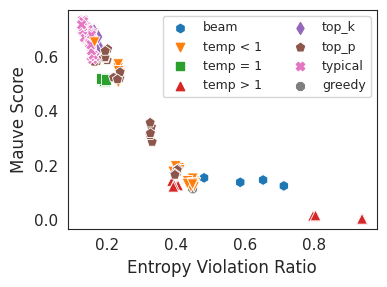 Mauve Score
0.6
0.4
0.2
0.0
beam
temp < 1
temp = 1
temp > 1
top_k
top_p
typical
greedy
0.2 0.4 0.6 0.8
Entropy Violation Ratio